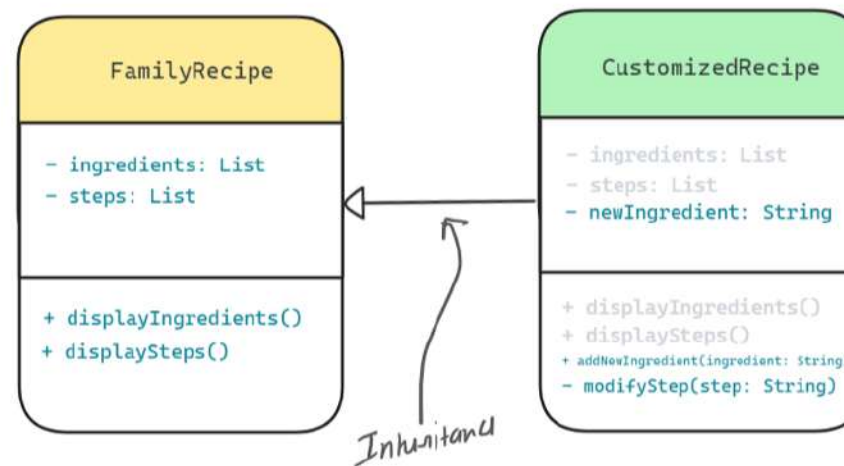 FamilyRecipe
- ingredients: List
- steps: List
+ displayIngredients()
+ displaySteps()
CustomizedRecipe
- ingredients: List
- steps: List
- newIngredient: String
+ displayIngredients()
+ displaySteps()
+ addNewIngredient(ingredient: String
- modifyStep(step: String)
Inheritance